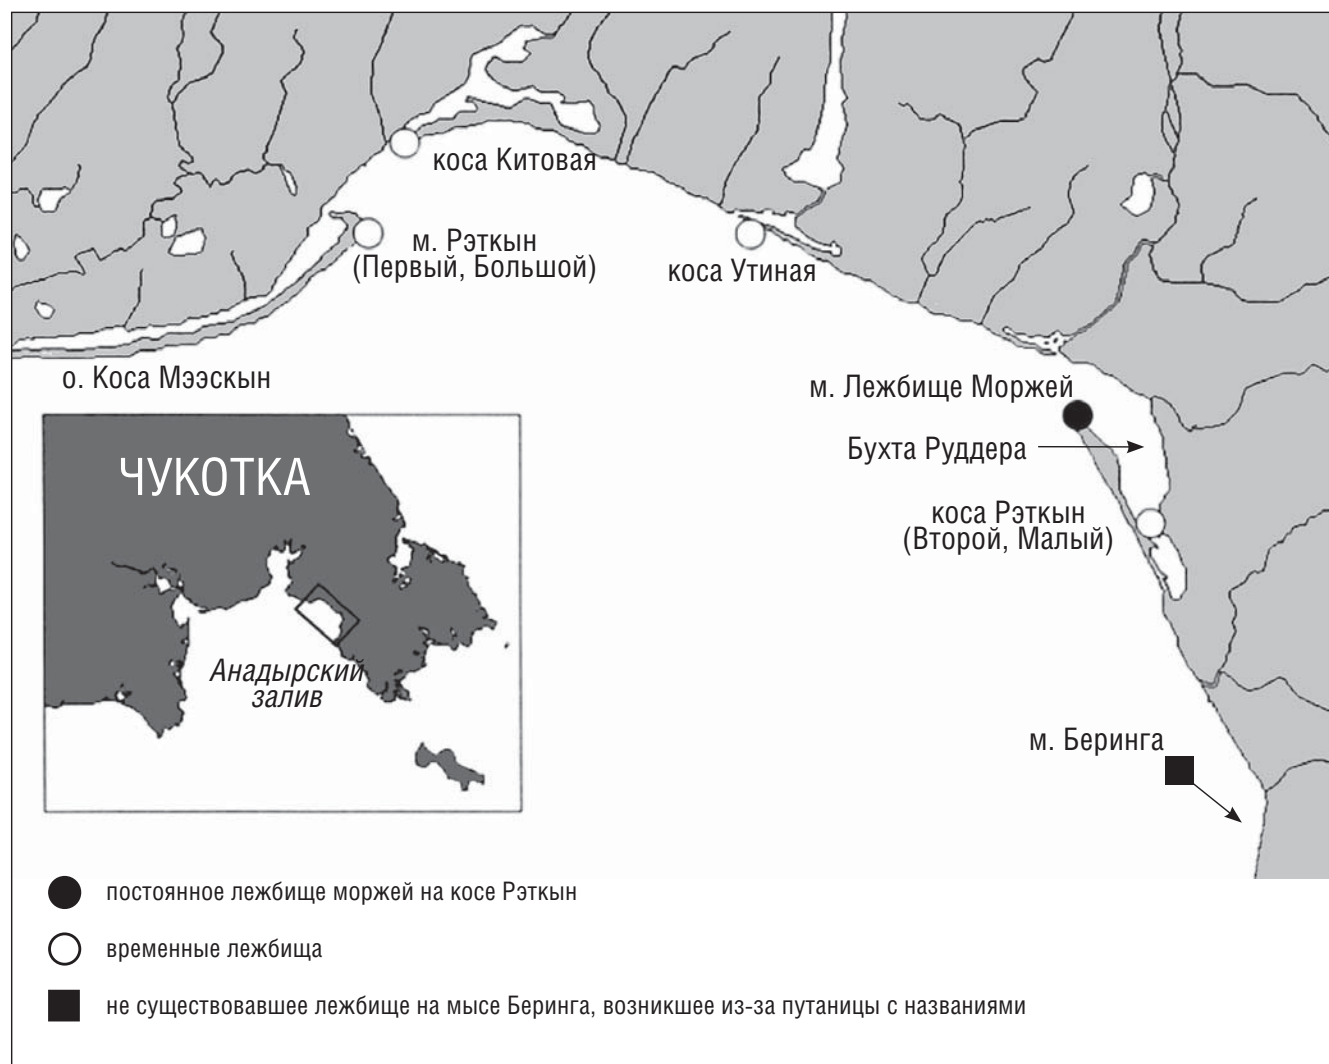 коса Китовая
м. Рэткын
(Первый, Большой)
коса Утиная
о. Коса Мээскын
м. Лежбище Моржей
Бухта Руддера
коса Рэткын
(Второй, Малый)
ЧУКОТКА
Анадырский
залив
м. Беринга
постоянное лежбище моржей на косе Рэткын
временные лежбища
не существовавшее лежбище на мысе Беринга, возникшее из-за путаницы с названиями